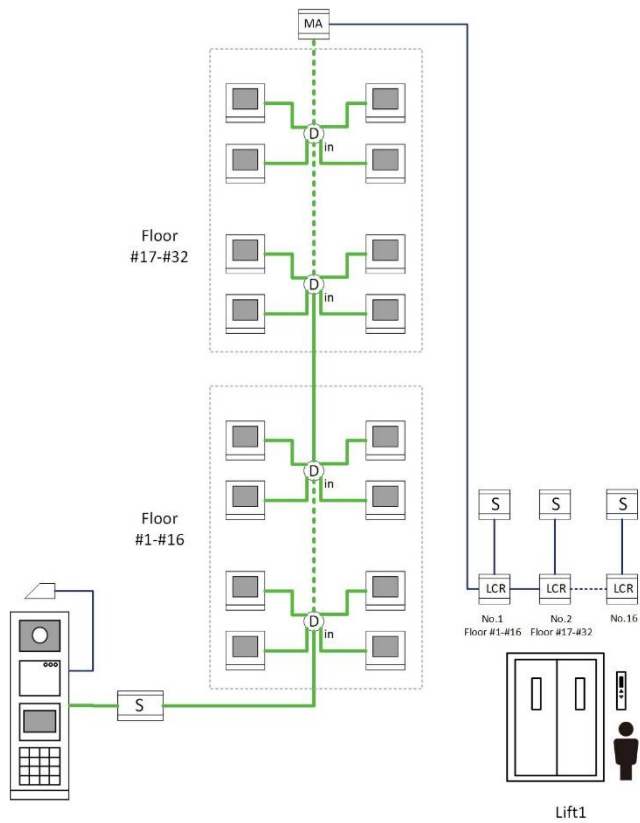 MA
D
in
Floor
#17-#32
D
in
D
in
Floor
#1-#16
D
in
S
S
S
S
LCR
LCR
LCR
No.1
Floor #1-#16
No.2
Floor #17-#32
No.16
Lift1